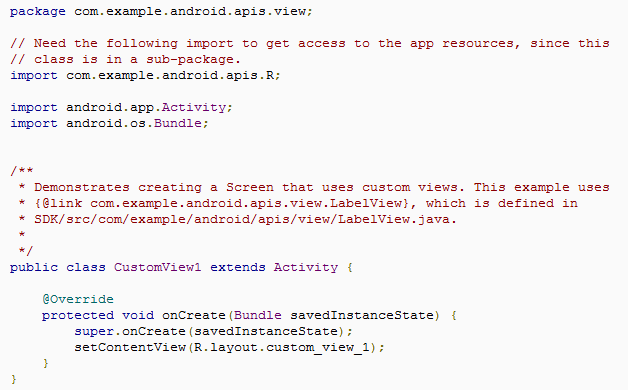 package com.example.android.apis.view;
// Need the following import to get access to the app resources, since this
// class is in a sub-package.
import com.example.android.apis.R;
import android.app.Activity;
import android.os.Bundle;
/**
 * Demonstrates creating a Screen that uses custom views. This example uses
 * {@link com.example.android.apis.view.LabelView}, which is defined in
 * SDK/src/com/example/android/apis/view/LabelView.java.
 *
 */
public class CustomView1 extends Activity {
    @Override
    protected void onCreate(Bundle savedInstanceState) {
        super.onCreate(savedInstanceState);
        setContentView(R.layout.custom_view_1);
    }
}